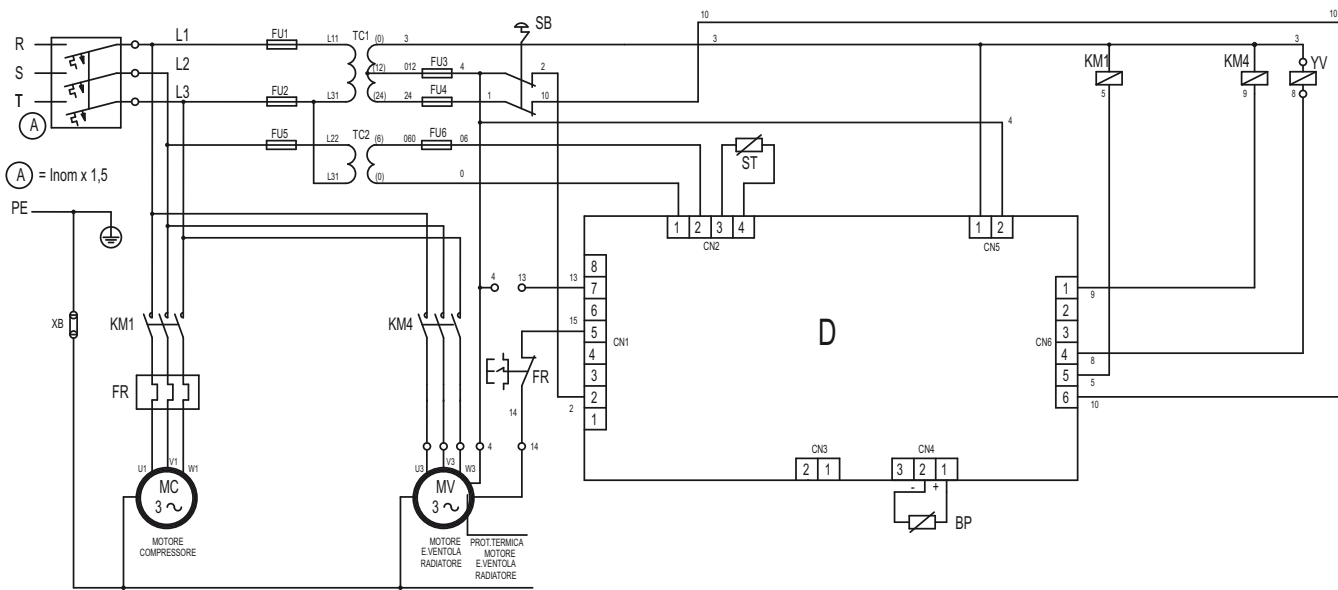 10 10
R L1 FU1 L11 TC1 (0) 3 SB 3 3
S L2 (12) 012 FU3 4 2 KM1 KM4 YV
T L3 FU2 L31 (24) 24 FU4 1 10 5 9 8
A
FU5 L22 TC2 (6) 060 FU6 06 4
ST
A = Inom x 1,5 L31 (0) 0
PE
1 2 3 4 1 2
CN2 CN5
8
4 13 13 7 1 9
6 2
XB KM1 KM4 15 5 CN1 D CN6 3
4 4 8
FR FR 3 5 5
14 2 2 6 10
1
4 14
CN3 CN4
U1 V1 W1 U3 V3 W3 2 1 3 2 1
MC MV - +
3 3 BP
MOTORE MOTORE PROT.TERMICA
COMPRESSORE E.VENTOLA MOTORE
RADIATORE E.VENTOLA
RADIATORE